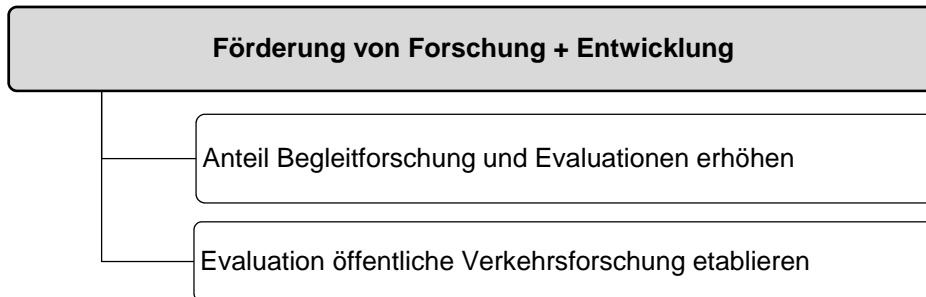 Förderung von Forschung + Entwicklung
Anteil Begleitforschung und Evaluationen erhöhen
Evaluation öffentliche Verkehrsforschung etablieren